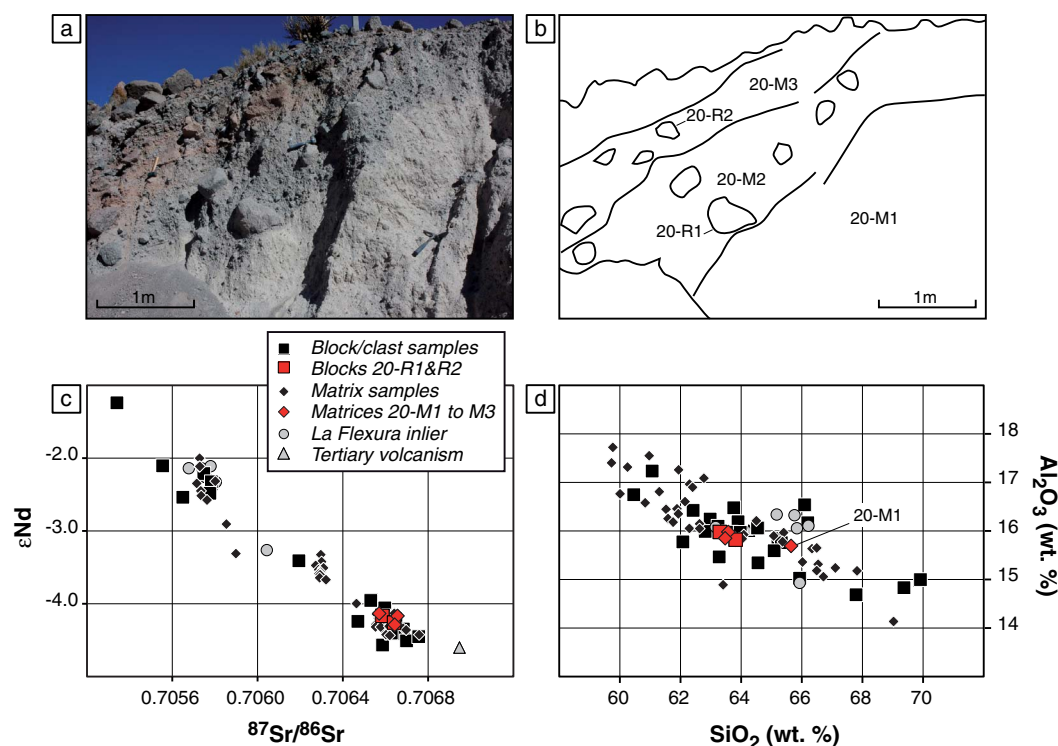 a
1m
b
20-M3
20-R2
20-M2
20-R1
20-M1
1m
Block/clast samples
Blocks 20-R1&R2
Matrix samples
Matrices 20-M1 to M3
La Flexura inlier
Tertiary volcanism
c
-2.0
-3.0
-4.0
εNd
0.7056
0.7060
0.7064
0.7068
87Sr/86Sr
d
20-M1
18
17
16
15
14
Al2O3 (wt. %)
60
62
64
66
68
70
SiO2 (wt. %)